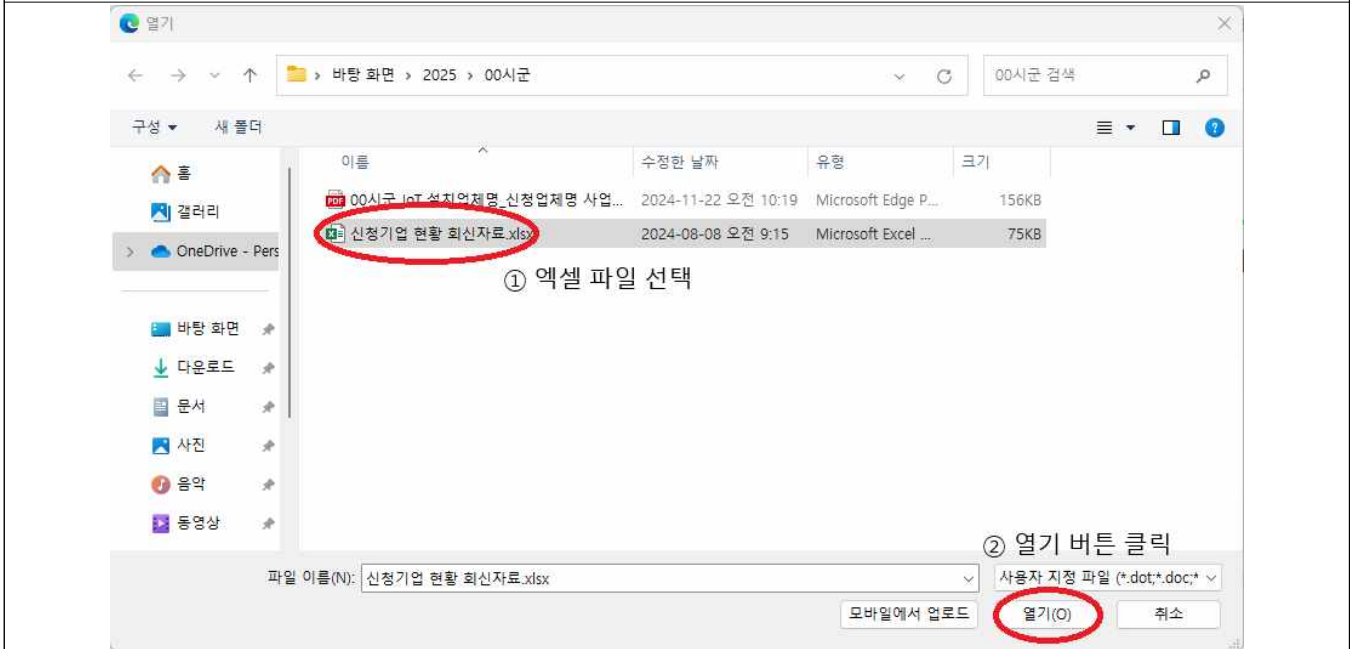 열기
바탕 화면 › 2025 › 00시군
00시군 검색
구성
새 폴더
이름 수정한 날짜 유형 크기
00시군 IoT 설치업체명_신청업체명 사업... 2024-11-22 오전 10:19 Microsoft Edge P... 156KB
신청기업 현황 회신자료.xlsx 2024-08-08 오전 9:15 Microsoft Excel ... 75KB
홈
갤러리
OneDrive - Pers
① 엑셀 파일 선택
바탕 화면
다운로드
문서
사진
음악
동영상
② 열기 버튼 클릭
파일 이름(N): 신청기업 현황 회신자료.xlsx
사용자 지정 파일 (*.dot;*.doc;*
모바일에서 업로드
열기(O)
취소